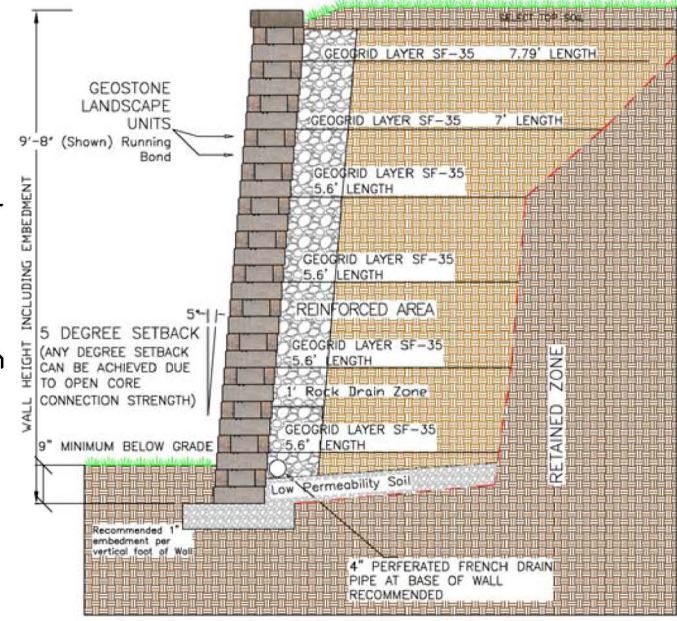 SELECT TOP SOIL
GEOGRID LAYER SF-35 7.79' LENGTH
GEOSTONE
LANDSCAPE
UNITS
9'-8" (Shown) Running
Bond
GEOGRID LAYER SF-35 7' LENGTH
GEOGRID LAYER SF-35
5.6' LENGTH
GEOGRID LAYER SF-35
5.6' LENGTH
WALL HEIGHT INCLUDING EMBEDMENT
5°
REINFORCED AREA
5 DEGREE SETBACK
(ANY DEGREE SETBACK
CAN BE ACHIEVED DUE
TO OPEN CORE
CONNECTION STRENGTH)
GEOGRID LAYER SF-35
5.6' LENGTH
1' Rock Drain Zone
RETAINED ZONE
GEOGRID LAYER SF-35
5.6' LENGTH
9" MINIMUM BELOW GRADE
Low Permeability Soil
Recommended 1"
embedment per
vertical foot of Wall
4" PERFERATED FRENCH DRAIN
PIPE AT BASE OF WALL
RECOMMENDED